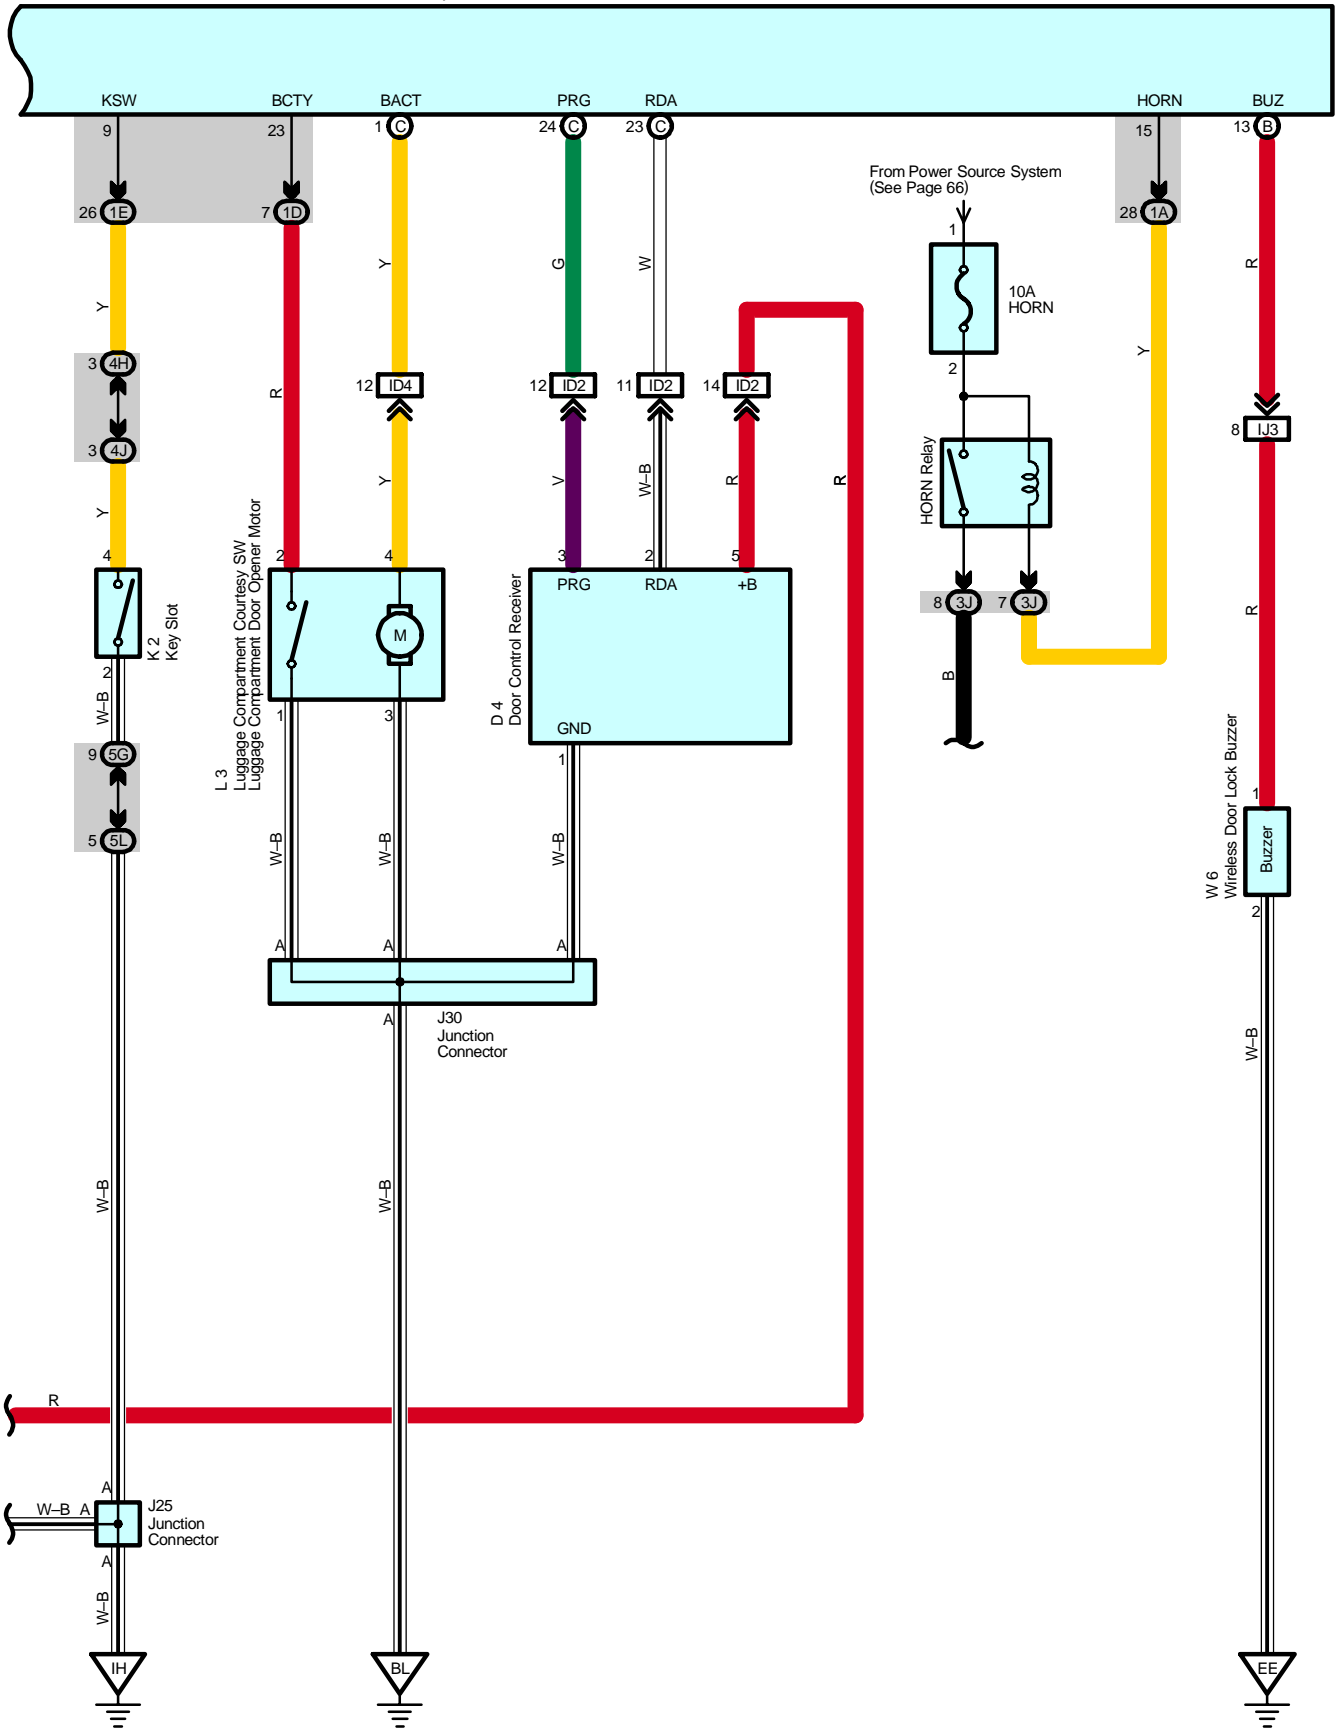 KSW BCTY BACT PRG RDA HORN BUZ
9 23 1 C 24 C 23 C 15 13 B
From Power Source System
(See Page 66)
26 1E 7 1D 28 1A
1
Y G W R
10A
HORN
Y
Y
3 4H
2
12 ID4 12 ID2 11 ID2 14 ID2
R
8 IJ3
3 4J
HORN Relay
Y V W–B R R
Y
4 2 4 3 2 5
PRG RDA +B
8 3J 7 3J
R
K 2
Key Slot
M
L 3
Luggage Compartment Courtesy SW
Luggage Compartment Door Opener Motor
D 4
Door Control Receiver
2
B
W–B
1 3
GND
9 5G
1
W 6
Wireless Door Lock Buzzer
1
5 5L
W–B W–B W–B
Buzzer
2
A A A
A
J30
Junction
Connector
W–B
W–B W–B
R
A
W–B A
J25
Junction
Connector
A
W–B
IH BL EE